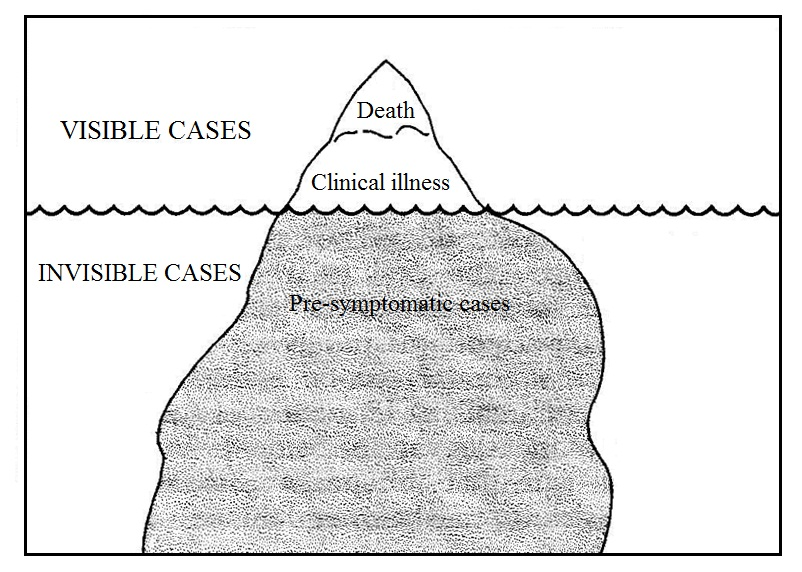 Death
VISIBLE CASES
Clinical illness
INVISIBLE CASES
Pre-symptomatic cases